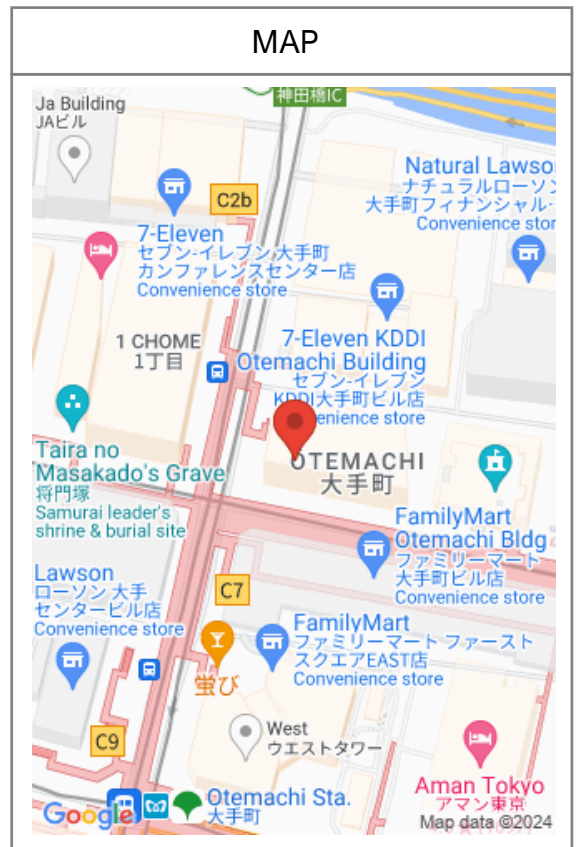 MAP
神田橋IC
Ja Building
JAビル
C2b
Natural Lawso
ナチュラルローソン
大手町フィナンシャル
Convenience stor
7-Eleven
セブン-イレブン 大手町
カンファレンスセンター店
Convenience store
1 CHOME
1丁目
7-Eleven KDDI
Otemachi Building
セブン-イレブン
KDDI大手町ビル店
enience store
OTEMACHI
大手町
Taira no
Masakado's Grave
将門塚
Samurai leader's
shrine & burial site
FamilyMart
Otemachi Bldg
ファミリーマート
大手町ビル店
Convenience store
Lawson
ローソン 大手
センタービル店
Convenience store
C7
FamilyMart
ファミリーマート ファースト
スクエアEAST店
Convenience store
蛍び
C9
West
ウエストタワー
Aman Tokyo
アマン東京
Otemachi Sta.
大手町
Google
Map data ©2024